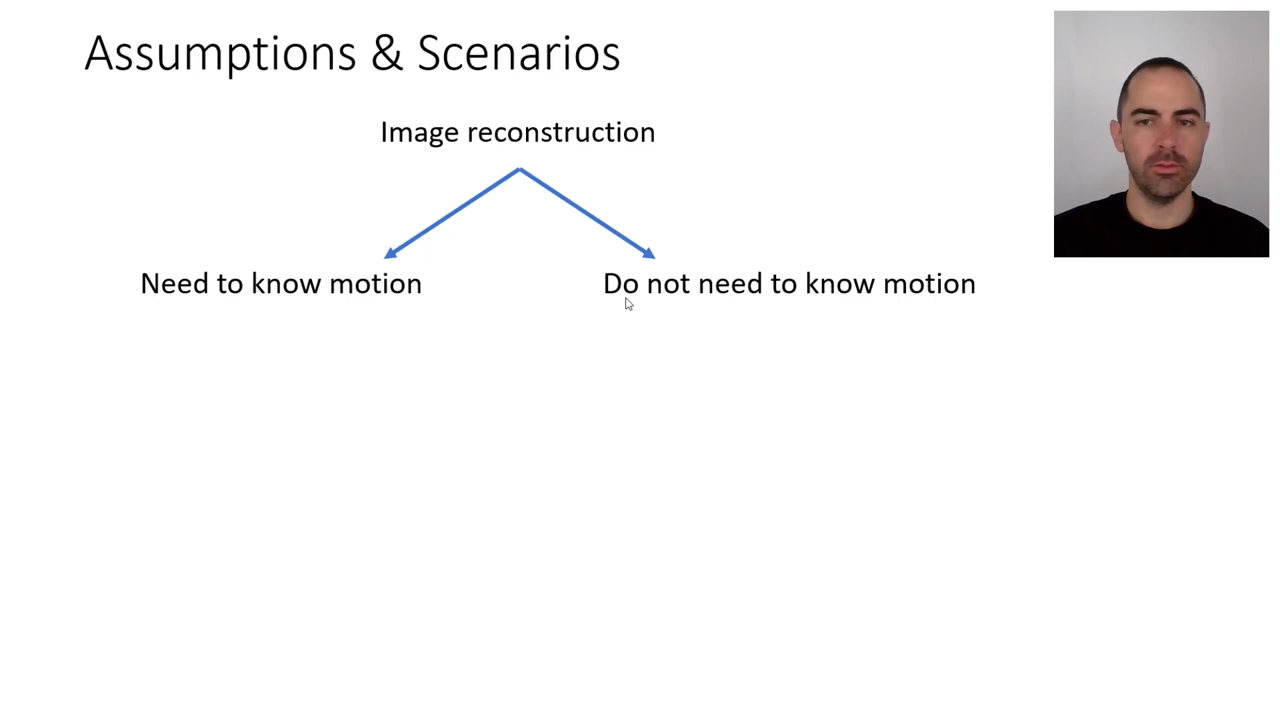 Assumptions & Scenarios
Image reconstruction
Need to know motion
Do not need to know motion